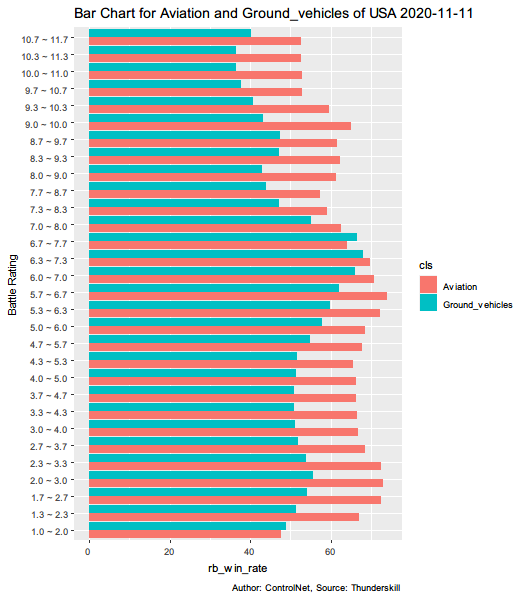 Bar Chart for Aviation and Ground_vehicles of USA 2020-11-11
Battle Rating
10.7 ~ 11.7
10.3 ~ 11.3
10.0 ~ 11.0
9.7 ~ 10.7
9.3 ~ 10.3
9.0 ~ 10.0
8.7 ~ 9.7
8.3 ~ 9.3
8.0 ~ 9.0
7.7 ~ 8.7
7.3 ~ 8.3
7.0 ~ 8.0
6.7 ~ 7.7
6.3 ~ 7.3
6.0 ~ 7.0
5.7 ~ 6.7
5.3 ~ 6.3
5.0 ~ 6.0
4.7 ~ 5.7
4.3 ~ 5.3
4.0 ~ 5.0
3.7 ~ 4.7
3.3 ~ 4.3
3.0 ~ 4.0
2.7 ~ 3.7
2.3 ~ 3.3
2.0 ~ 3.0
1.7 ~ 2.7
1.3 ~ 2.3
1.0 ~ 2.0
0 20 40 60
rb_win_rate
cls
Aviation
Ground_vehicles
Author: ControlNet, Source: Thunderskill